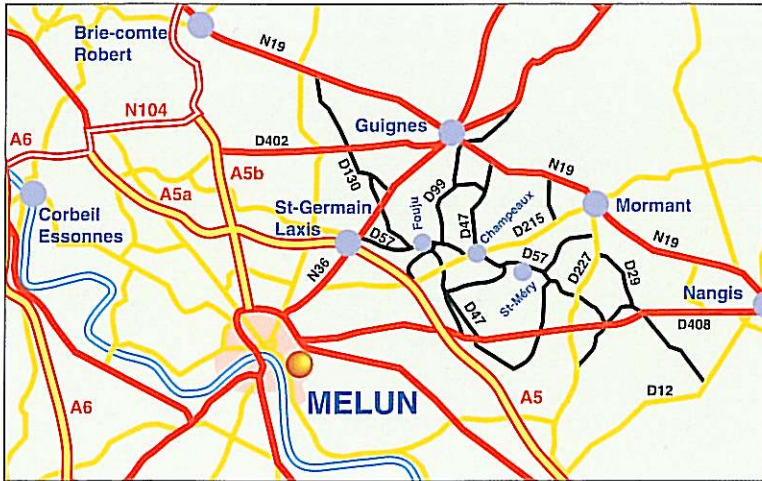 Brie-comte
Robert
N19
N104
A6
D402
Guignes
A5b
D130
D99
N19
A5a
St-Germain
Laxis
Corbeil
Essonnes
Fouju
D47
Champeaux
D215
Mormant
D57
N36
D57
St-Méry
D227
D29
N19
Nangis
D47
D408
MELUN
A6
A5
D12